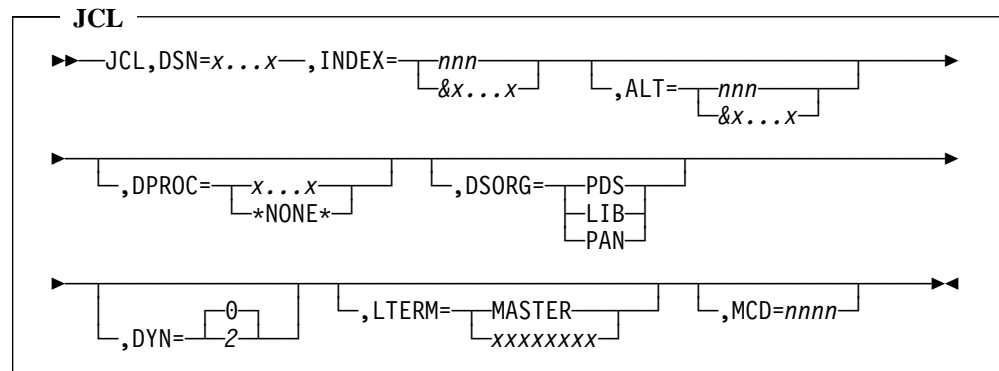 JCL
JCL,DSN=x...x ,INDEX= nnn ,ALT= nnn
&x...x &x...x
,DPROC= x...x ,DSORG= PDS
*NONE* LIB
PAN
0 ,LTERM= MASTER ,MCD=nnnn
,DYN= 2 xxxxxxxx